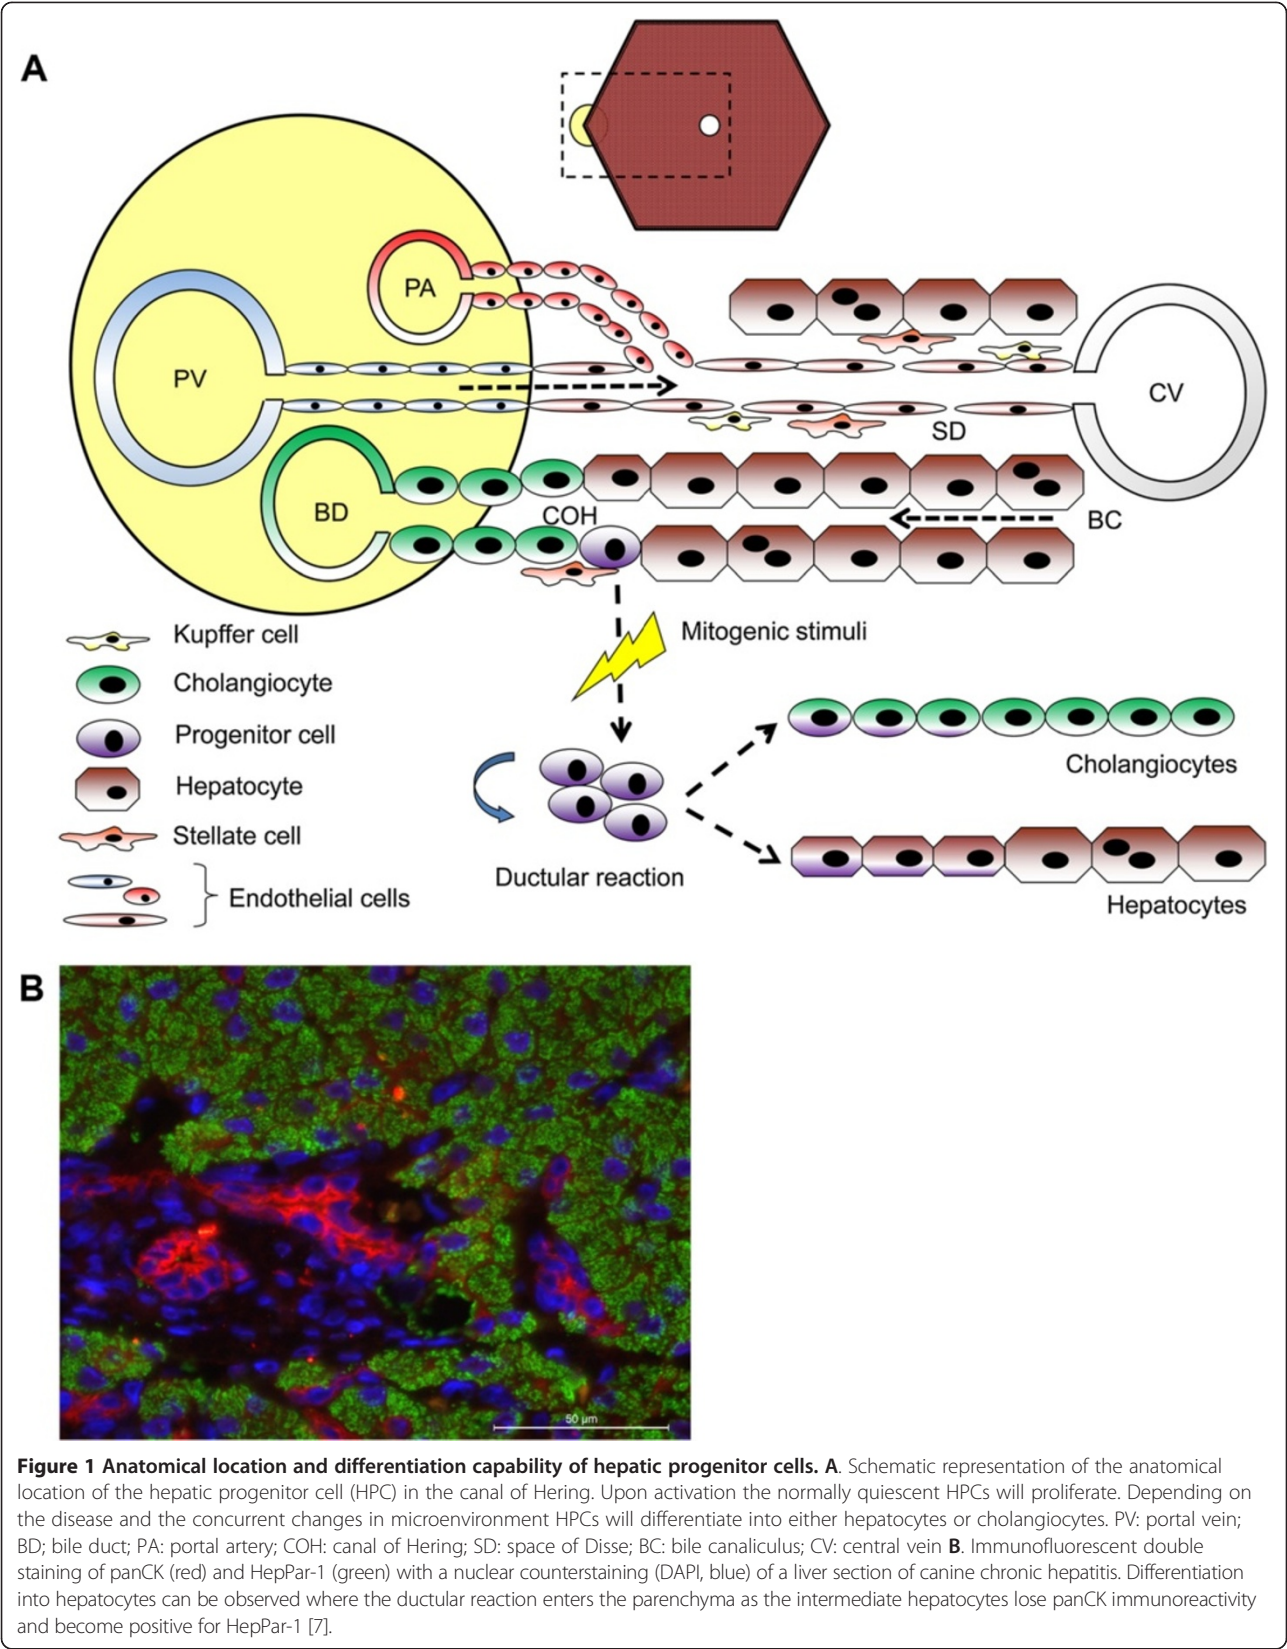 A
PA
PV
CV
SD
BD
COH
BC
Kupffer cell
Mitogenic stimuli
Cholangiocyte
Progenitor cell
Cholangiocytes
Hepatocyte
Stellate cell
Ductular reaction
Endothelial cells
Hepatocytes
B
50 µm
Figure 1 Anatomical location and differentiation capability of hepatic progenitor cells. A. Schematic representation of the anatomical
location of the hepatic progenitor cell (HPC) in the canal of Hering. Upon activation the normally quiescent HPCs will proliferate. Depending on
the disease and the concurrent changes in microenvironment HPCs will differentiate into either hepatocytes or cholangiocytes. PV: portal vein;
BD; bile duct; PA: portal artery; COH: canal of Hering; SD: space of Disse; BC: bile canaliculus; CV: central vein B. Immunofluorescent double
staining of panCK (red) and HepPar-1 (green) with a nuclear counterstaining (DAPI, blue) of a liver section of canine chronic hepatitis. Differentiation
into hepatocytes can be observed where the ductular reaction enters the parenchyma as the intermediate hepatocytes lose panCK immunoreactivity
and become positive for HepPar-1 [7].